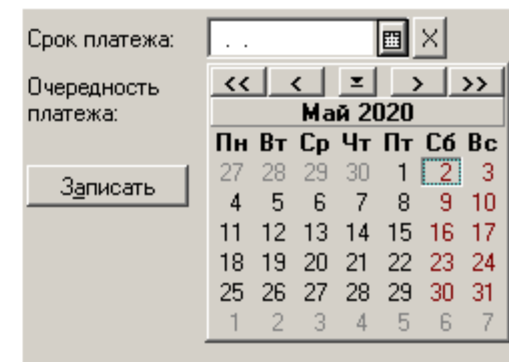 Срок платежа: . . X
Очередность
платежа:
<< < > >>
Май 2020
Пн Вт Ср Чт Пт Сб Вс
27 28 29 30 1 2 3
4 5 6 7 8 9 10
11 12 13 14 15 16 17
18 19 20 21 22 23 24
25 26 27 28 29 30 31
1 2 3 4 5 6 7
Записать